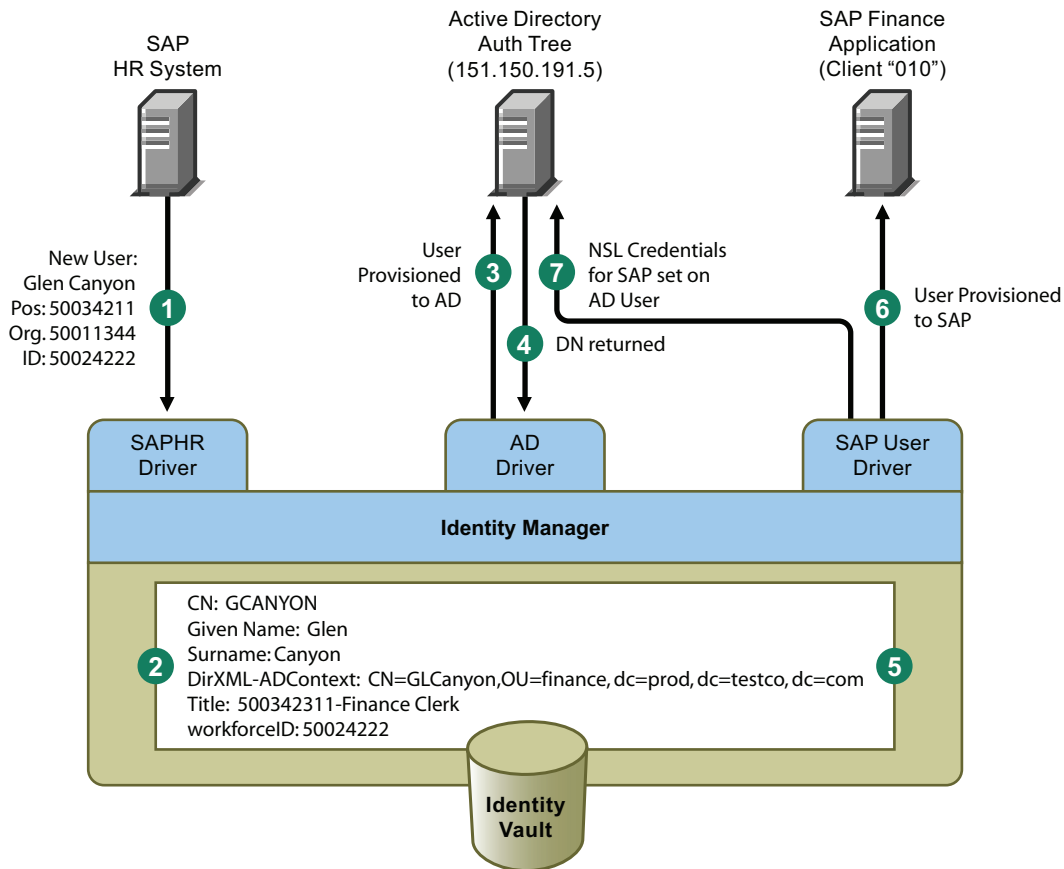 SAP
HR System
Active Directory
Auth Tree
(151.150.191.5)
SAP Finance
Application
(Client “010”)
New User:
Glen Canyon
Pos: 50034211
Org. 50011344
ID: 50024222
1
User
Provisioned
to AD
3
4
DN returned
7
NSL Credentials
for SAP set on
AD User
6
User Provisioned
to SAP
SAPHR
Driver
AD
Driver
SAP User
Driver
Identity Manager
2
CN: GCANYON
Given Name: Glen
Surname: Canyon
DirXML-ADContext: CN=GLCanyon,OU=finance, dc=prod, dc=testco, dc=com
Title: 500342311-Finance Clerk
workforceID: 50024222
5
Identity
Vault